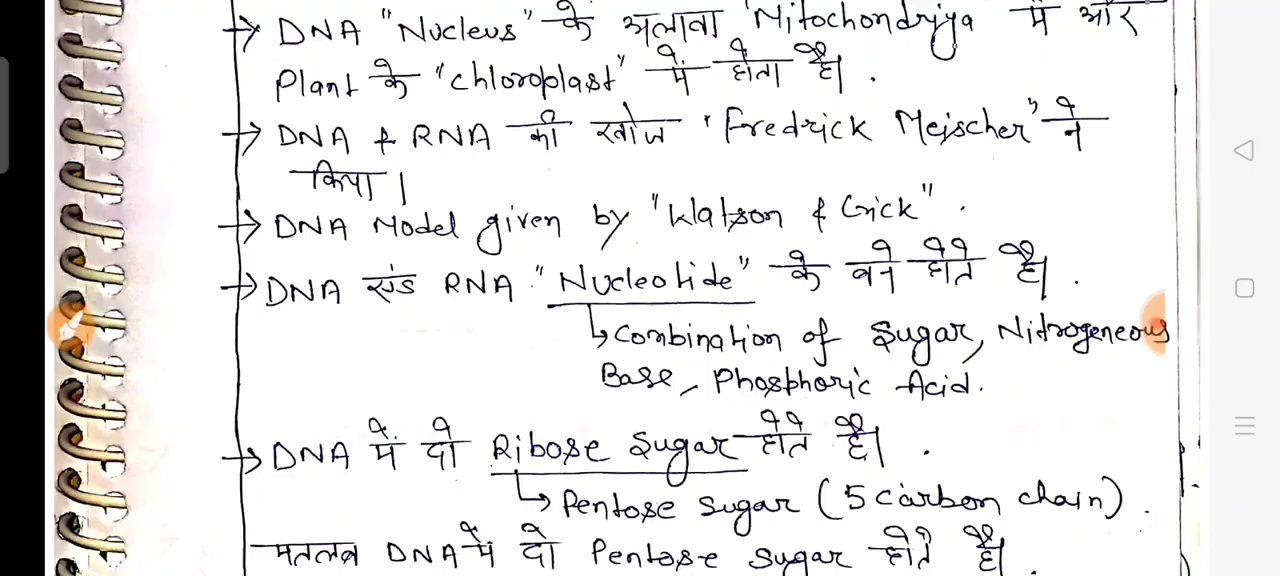 → DNA "Nucleus" के अलावा Mitochondriya में और
Plant के "chloroplast" में होता है।
→ DNA & RNA की खोज "Fredrick Meischer" ने
किया।
→ DNA Model given by "Watson & Crick".
→ DNA एंड RNA "Nucleotide" के बने होते है।
↳ Combination of Sugar, Nitrogeneous
Base, Phosphoric Acid.
→ DNA में दो Ribose Sugar होते है।
↳ Pentose Sugar (5 carbon chain).
मतलब DNA में दो Pentose Sugar होते है।